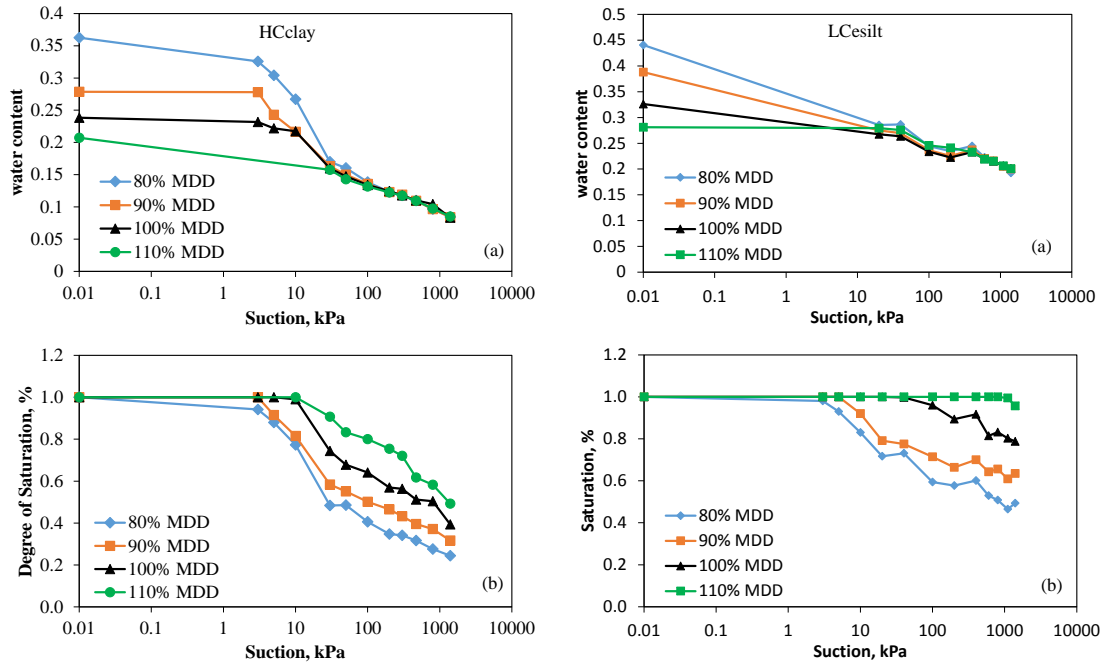 HCclay
water content
0.4
0.35
0.3
0.25
0.2
0.15
0.1
0.05
0
80% MDD
90% MDD
100% MDD
110% MDD
(a)
0.01 0.1 1 10 100 1000 10000
Suction, kPa
LCesilt
water content
0.5
0.45
0.4
0.35
0.3
0.25
0.2
0.15
0.1
0.05
0
80% MDD
90% MDD
100% MDD
110% MDD
(a)
0.01 0.1 1 10 100 1000 10000
Suction, kPa
Degree of Saturation, %
1.2
1.0
0.8
0.6
0.4
0.2
0.0
80% MDD
90% MDD
100% MDD
110% MDD
(b)
0.01 0.1 1 10 100 1000 10000
Suction, kPa
Saturation, %
1.2
1.0
0.8
0.6
0.4
0.2
0.0
80% MDD
90% MDD
100% MDD
110% MDD
(b)
0.01 0.1 1 10 100 1000 10000
Suction, kPa